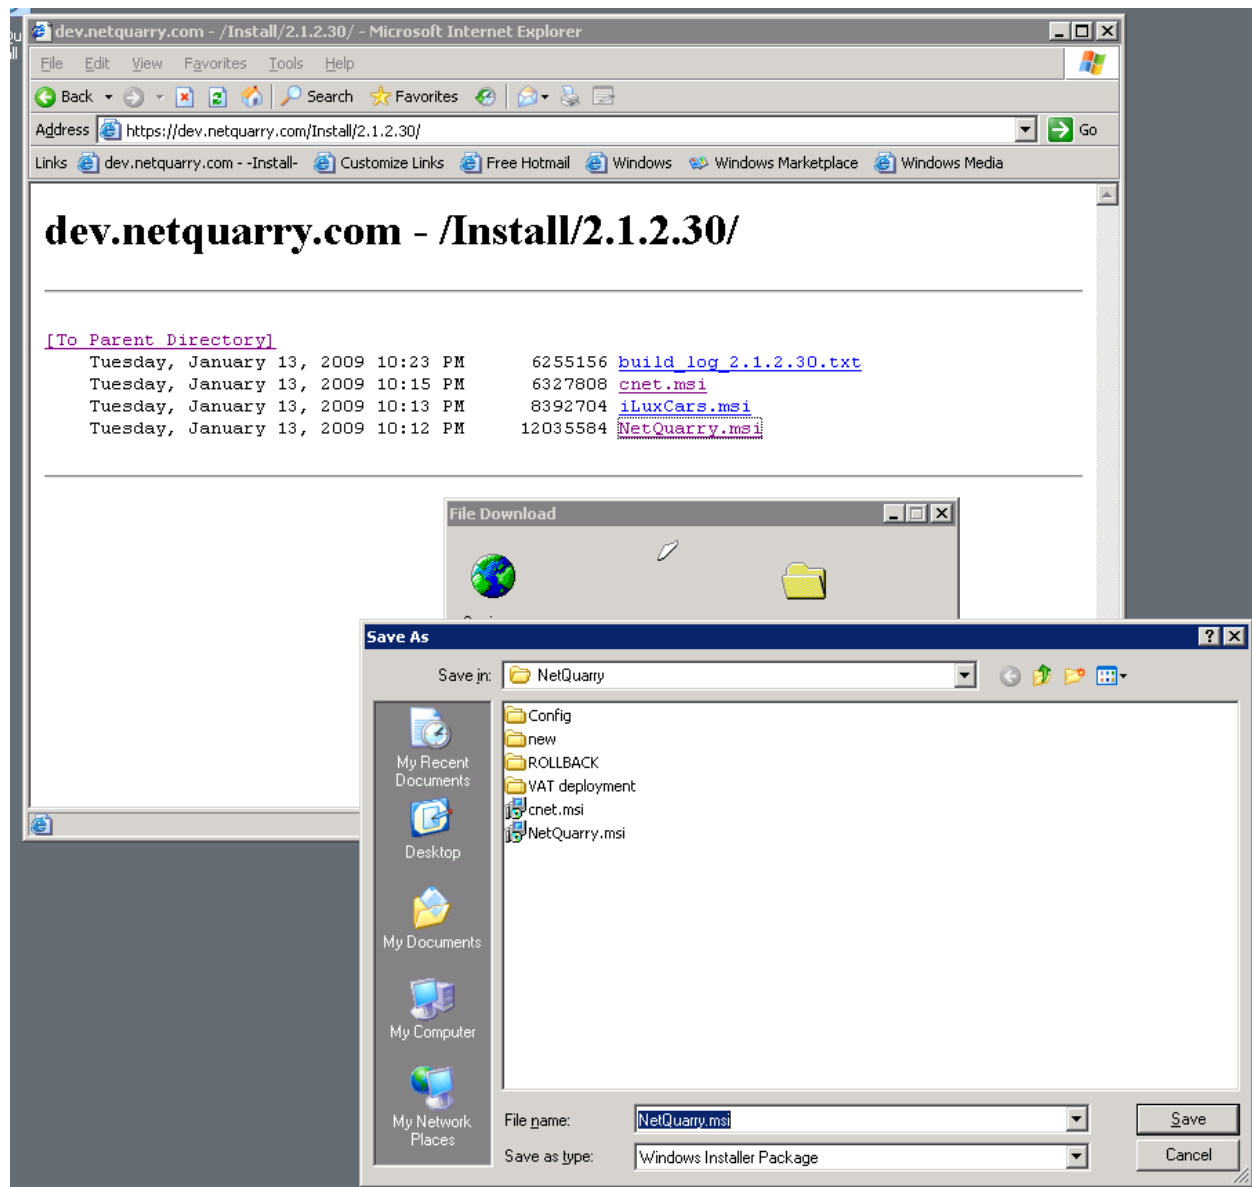 dev.netquarry.com - /Install/2.1.2.30/ - Microsoft Internet Explorer
File Edit View Favorites Tools Help
Back Search Favorites
Address https://dev.netquarry.com/Install/2.1.2.30/ Go
Links dev.netquarry.com - -Install- Customize Links Free Hotmail Windows Windows Marketplace Windows Media
dev.netquarry.com - /Install/2.1.2.30/
[To Parent Directory]
Tuesday, January 13, 2009 10:23 PM 6255156 build_log_2.1.2.30.txt
Tuesday, January 13, 2009 10:15 PM 6327808 cnet.msi
Tuesday, January 13, 2009 10:13 PM 8392704 iLuxCars.msi
Tuesday, January 13, 2009 10:12 PM 12035584 NetQuarry.msi
File Download
Save As
Save in: NetQuarry
My Recent
Documents
Desktop
My Documents
My Computer
My Network
Places
Config
new
ROLLBACK
VAT deployment
cnet.msi
NetQuarry.msi
File name: NetQuarry.msi Save
Save as type: Windows Installer Package Cancel